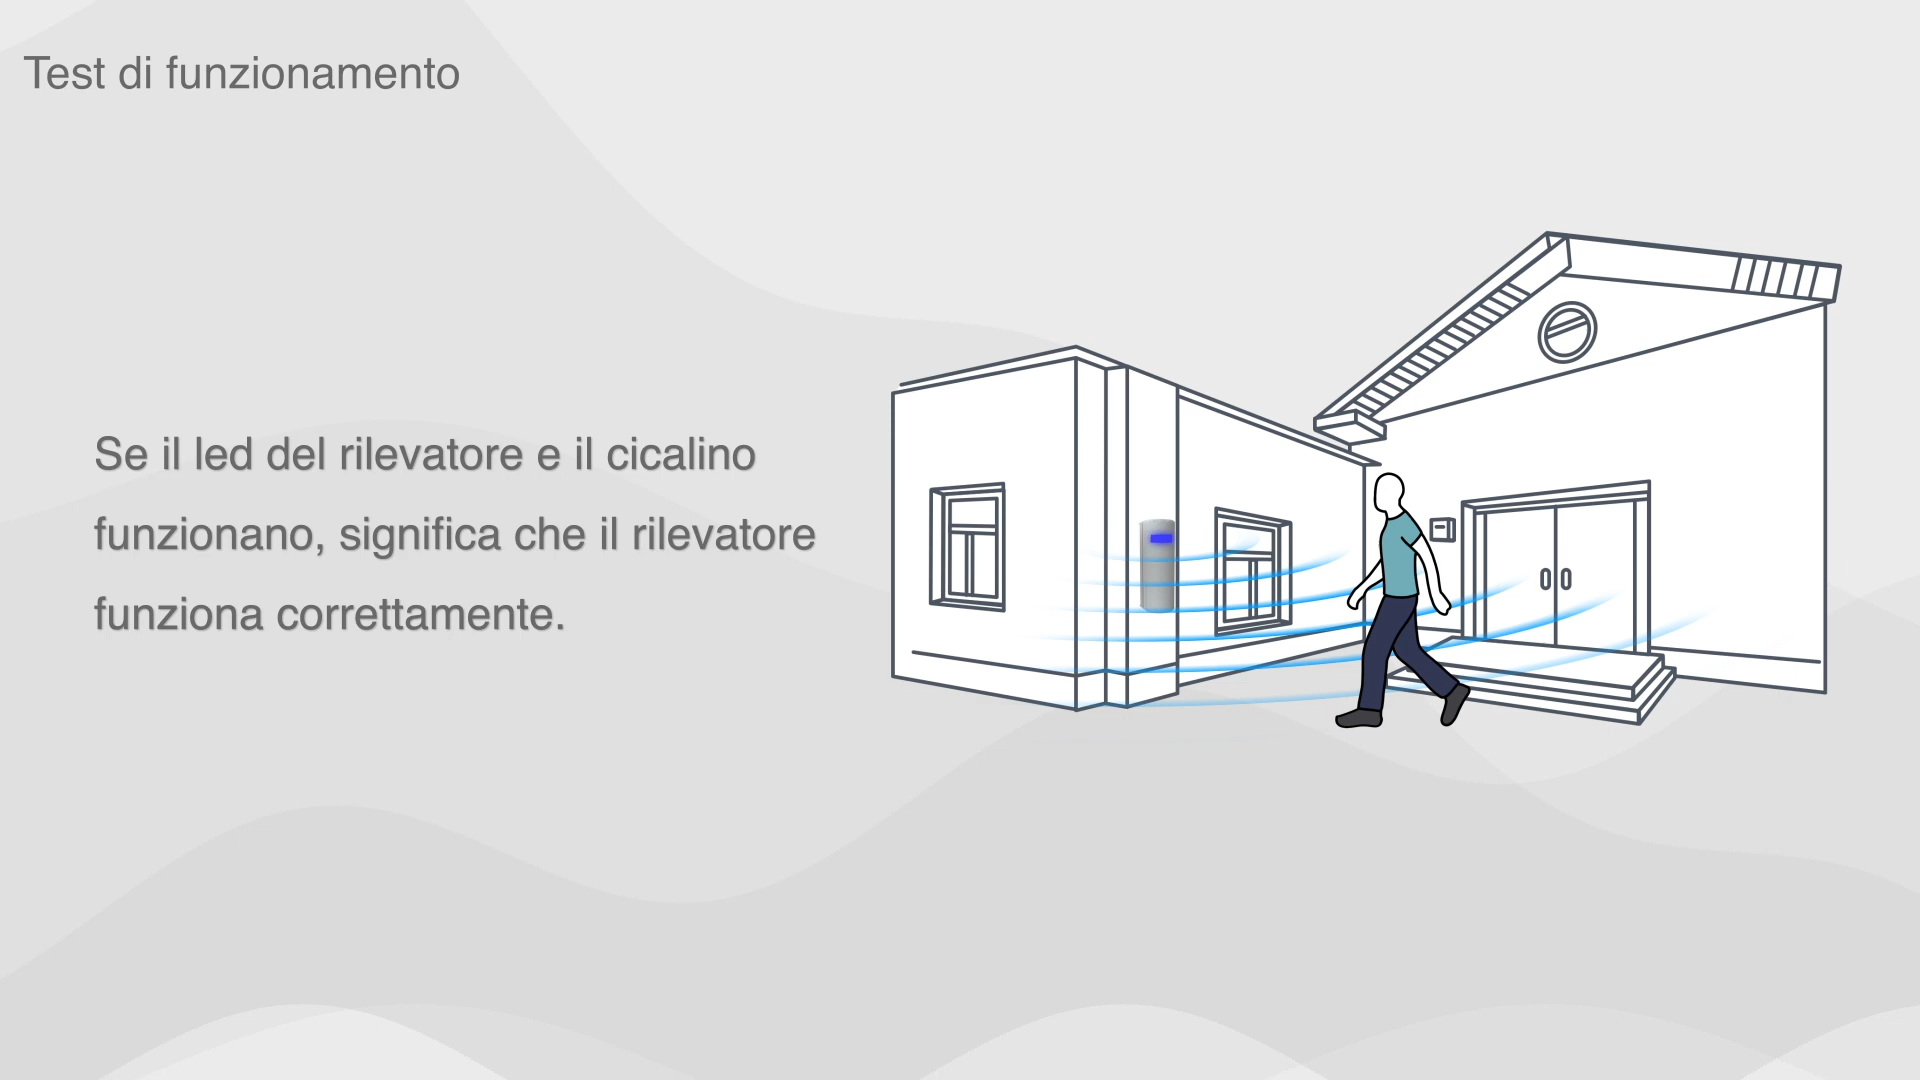 Test di funzionamento
Se il led del rilevatore e il cicalino
funzionano, significa che il rilevatore
funziona correttamente.